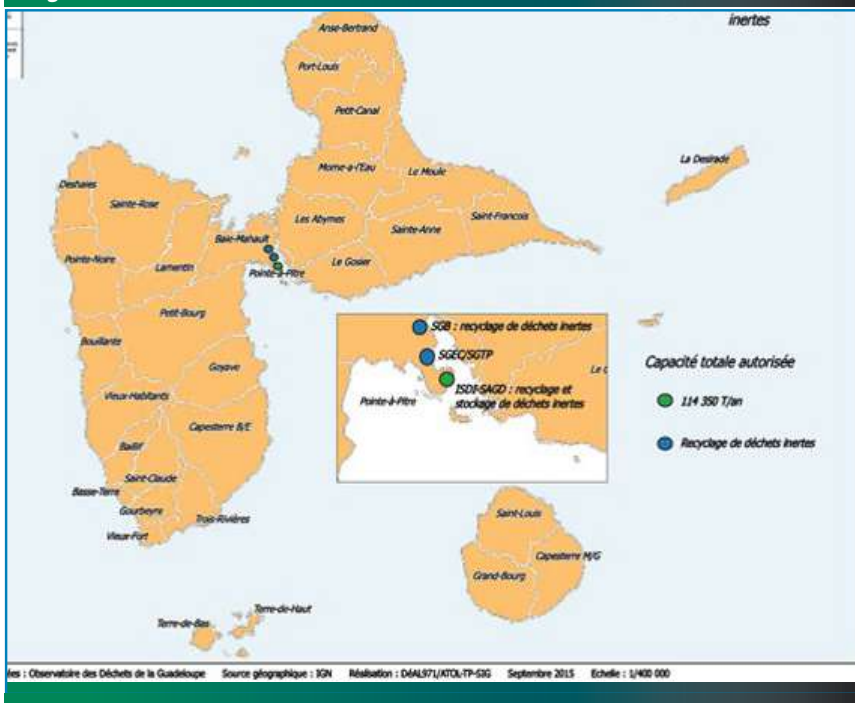 inertes
Anse-Bertrand
Port-Louis
Petit-Canal
Morne-a-l'Eau
Le Moule
La Desirade
Deshaies
Sainte-Rose
Les Abymes
Sainte-Anne
Saint-Francois
Baie-Mahault
Pointe-Noire
Lamentin
Pointe-à-Pitre
Le Gosier
Petit-Bourg
Bouillante
Goyave
Vieux-Habitants
Capesterre B/E
Baillif
Saint-Claude
Basse-Terre
Gourbeyre
Trois-Rivières
Vieux-Fort
SGB : recyclage de déchets inertes
SGEC/SGTP
ISDI-SAGD : recyclage et
stockage de déchets inertes
Pointe-à-Pitre
Le
Capacité totale autorisée
114 350 T/an
Recyclage de déchets inertes
Saint-Louis
Capesterre M/G
Grand-Bourg
Terre-de-Haut
Terre-de-Bas
: Observatoire des Déchets de la Guadeloupe Source géographique : IGN Réalisation : DéAL971/ATOL-TP-SIG Septembre 2015 Echelle : 1/400 000